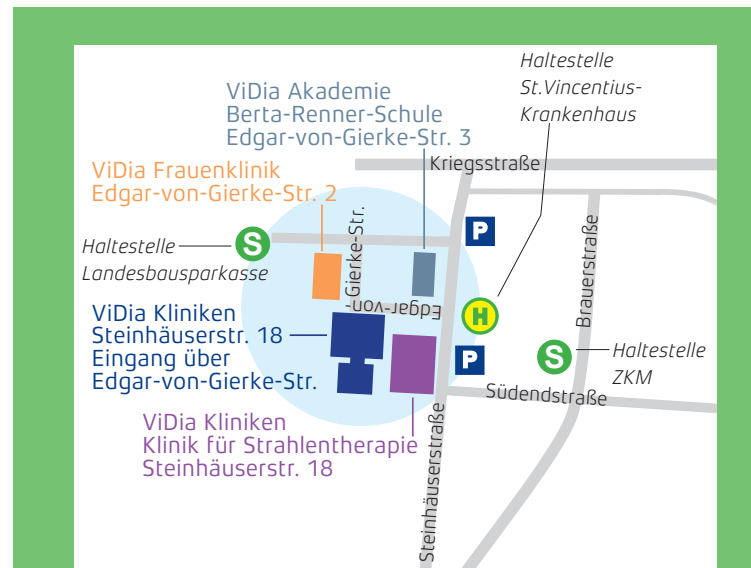 Haltestelle
St.Vincentius-
Krankenhaus
ViDia Akademie
Berta-Renner-Schule
Edgar-von-Gierke-Str. 3
Kriegsstraße
ViDia Frauenklinik
Edgar-von-Gierke-Str. 2
P
S
Haltestelle
Landesbausparkasse
-Gierke-Str.
Edgar-von-
Brauerstraße
H
ViDia Kliniken
Steinhäuserstr. 18
Eingang über
Edgar-von-Gierke-Str.
P
S
Haltestelle
ZKM
Südendstraße
ViDia Kliniken
Klinik für Strahlentherapie
Steinhäuserstr. 18
Steinhäuserstraße